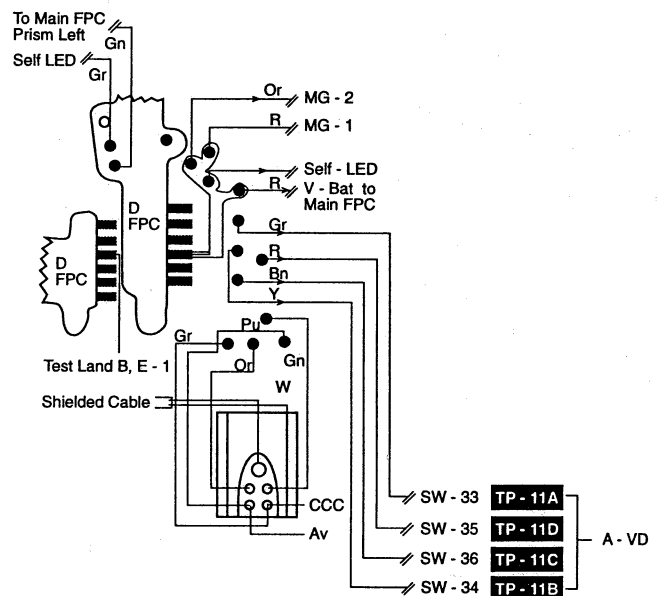 To Main FPC
Prism Left
Gn
Self LED
Gr
Or
MG - 2
R
MG - 1
Self - LED
R
V - Bat to
Main FPC
D
FPC
Gr
D
FPC
R
Bn
Y
Pu
Gr
Or
Gn
Test Land B, E - 1
W
Shielded Cable
CCC
Av
SW - 33 TP - 11A
SW - 35 TP - 11D
A - VD
SW - 36 TP - 11C
SW - 34 TP - 11B